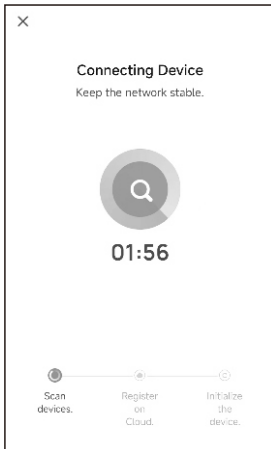 Connecting Device
Keep the network stable.
01:56
Scan
devices.
Register
on
Cloud.
Initialize
the
device.